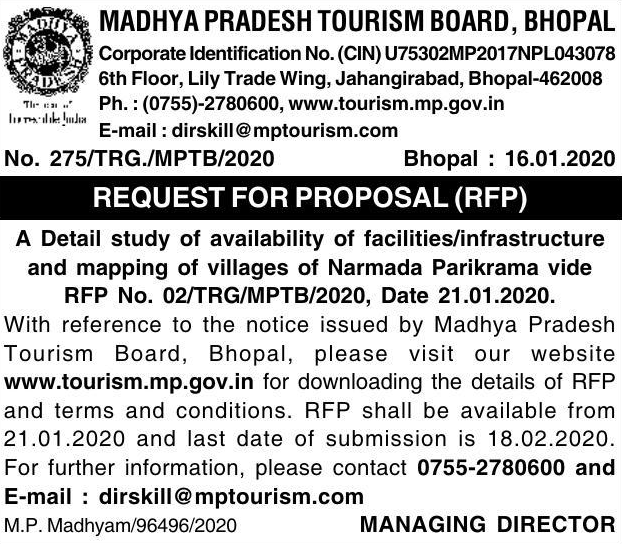 MADHYA PRADESH
MADHYA PRADESH TOURISM BOARD, BHOPAL
Corporate Identification No. (CIN) U75302MP2017NPL043078
6th Floor, Lily Trade Wing, Jahangirabad, Bhopal-462008
Ph. : (0755)-2780600, www.tourism.mp.gov.in
E-mail : dirskill@mptourism.com
No. 275/TRG./MPTB/2020 Bhopal : 16.01.2020
REQUEST FOR PROPOSAL (RFP)
A Detail study of availability of facilities/infrastructure
and mapping of villages of Narmada Parikrama vide
RFP No. 02/TRG/MPTB/2020, Date 21.01.2020.
With reference to the notice issued by Madhya Pradesh
Tourism Board, Bhopal, please visit our website
www.tourism.mp.gov.in for downloading the details of RFP
and terms and conditions. RFP shall be available from
21.01.2020 and last date of submission is 18.02.2020.
For further information, please contact 0755-2780600 and
E-mail : dirskill@mptourism.com
M.P. Madhyam/96496/2020 MANAGING DIRECTOR